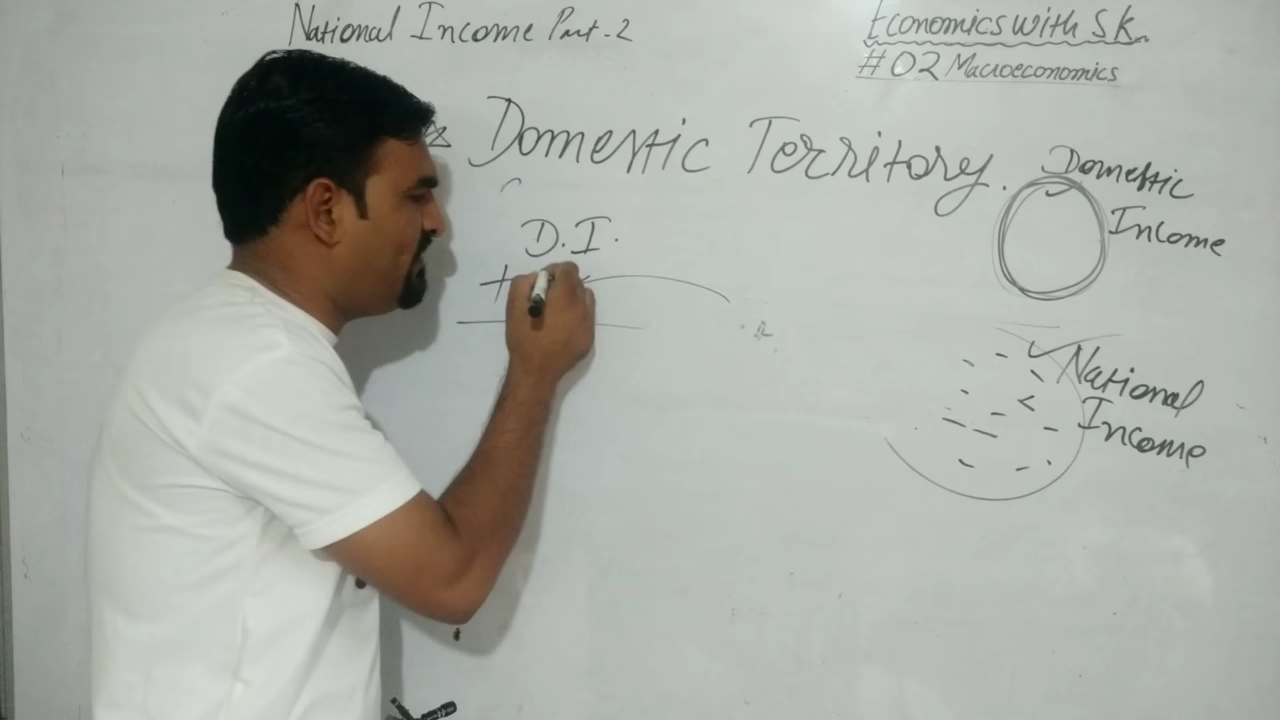 National Income Part-2
Economics with S.K.
#02 Macroeconomics
Domestic Territory.
Domestic
Income
D.I.
+
National
Income